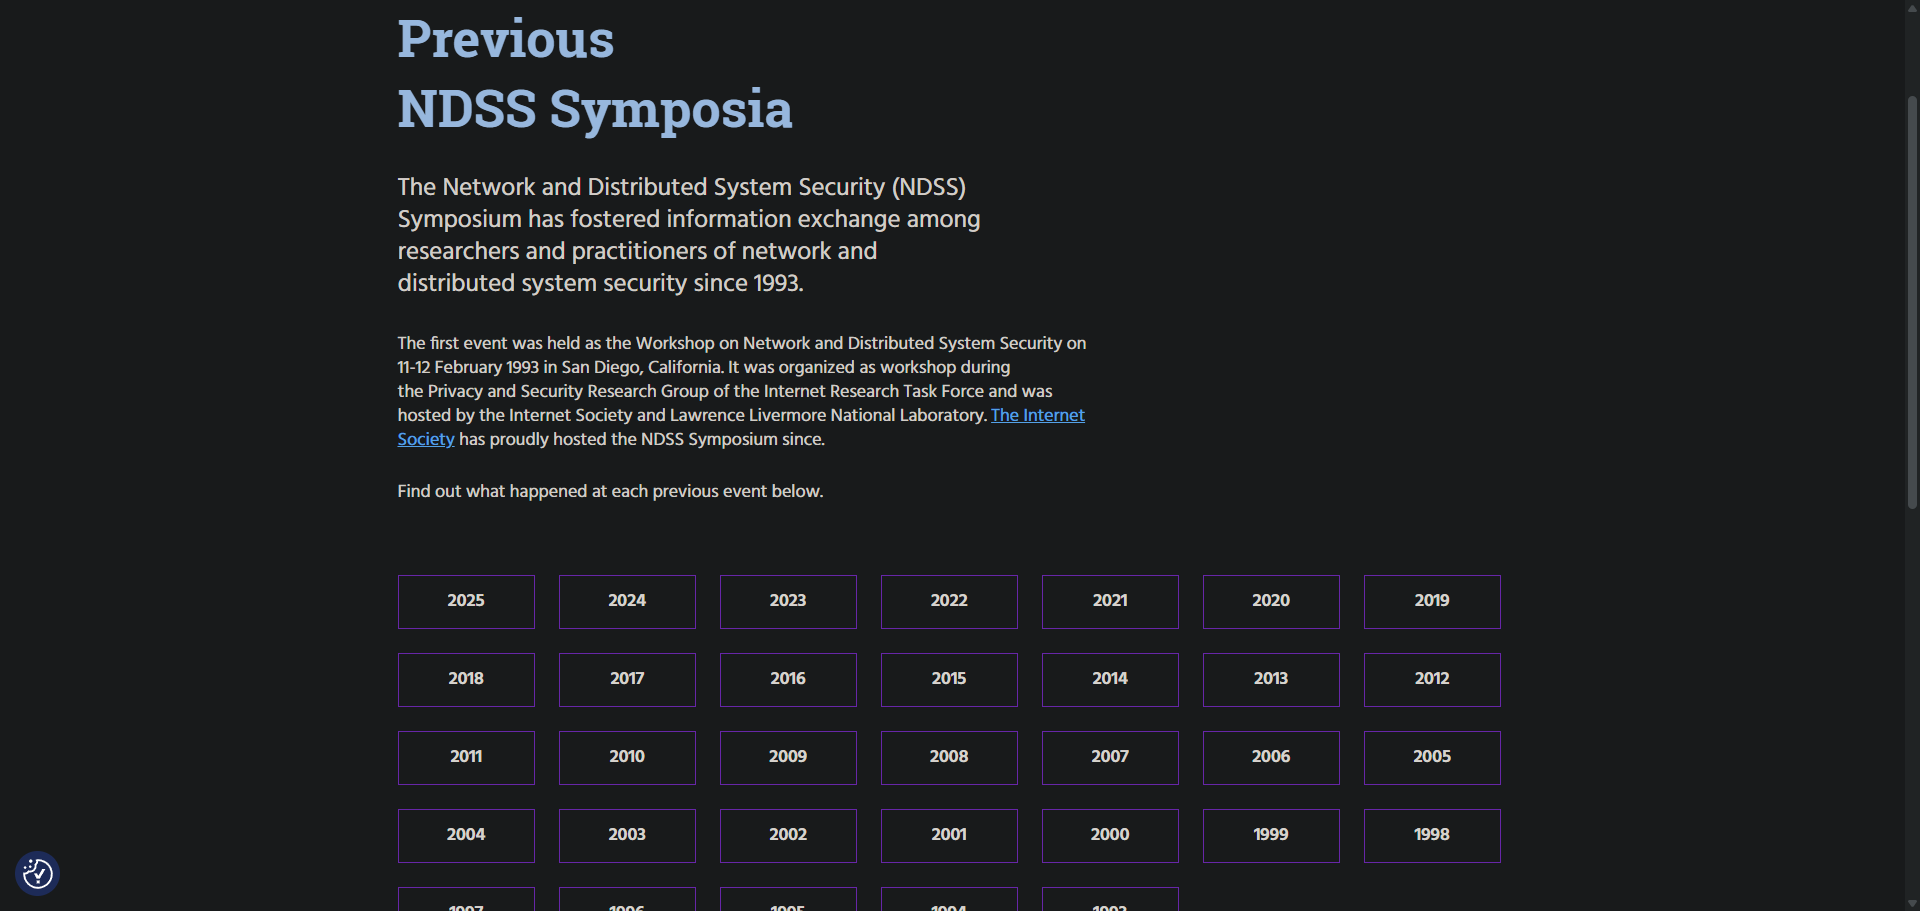 Previous
NDSS Symposia
The Network and Distributed System Security (NDSS)
Symposium has fostered information exchange among
researchers and practitioners of network and
distributed system security since 1993.
The first event was held as the Workshop on Network and Distributed System Security on
11-12 February 1993 in San Diego, California. It was organized as workshop during
the Privacy and Security Research Group of the Internet Research Task Force and was
hosted by the Internet Society and Lawrence Livermore National Laboratory. The Internet
Society has proudly hosted the NDSS Symposium since.
Find out what happened at each previous event below.
2025 2024 2023 2022 2021 2020 2019
2018 2017 2016 2015 2014 2013 2012
2011 2010 2009 2008 2007 2006 2005
2004 2003 2002 2001 2000 1999 1998
1997 1996 1995 1994 1993